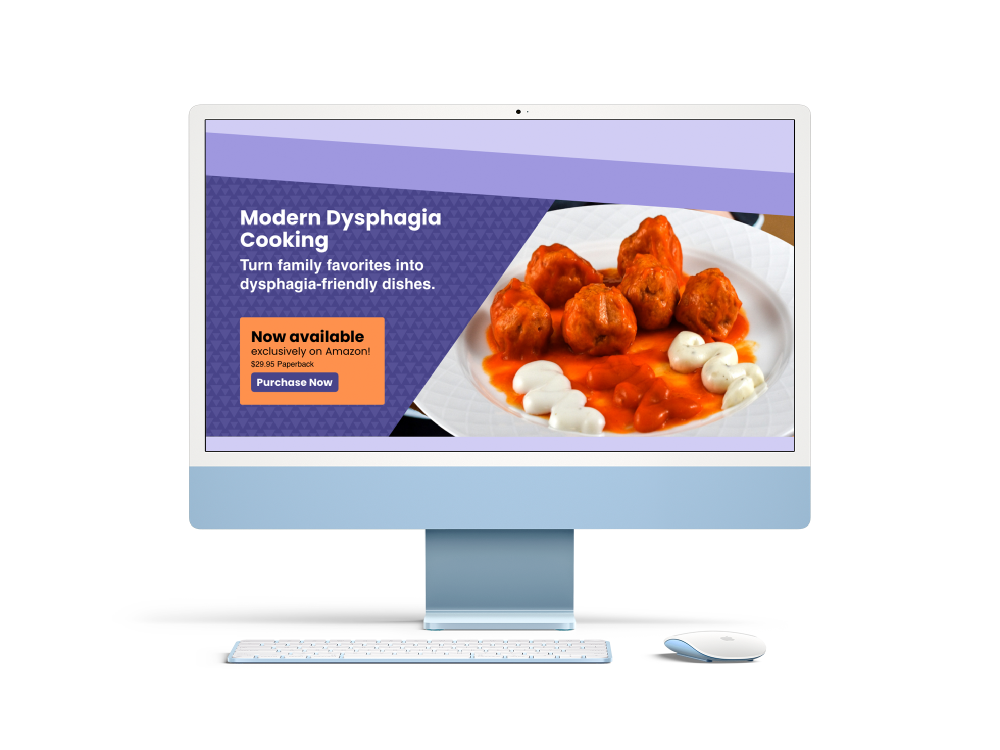 Modern Dysphagia
Cooking
Turn family favorites into
dysphagia-friendly dishes.
Now available
exclusively on Amazon!
$29.95 Paperback
Purchase Now